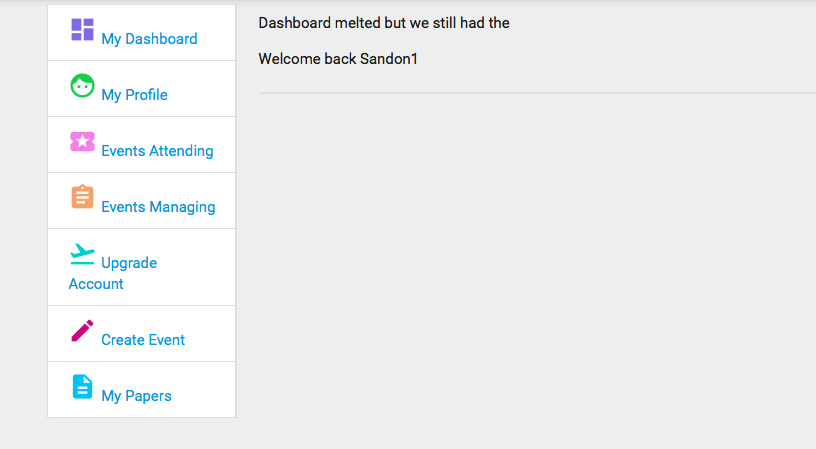 My Dashboard
My Profile
Events Attending
Events Managing
Upgrade
Account
Create Event
My Papers
Dashboard melted but we still had the
Welcome back Sandon1